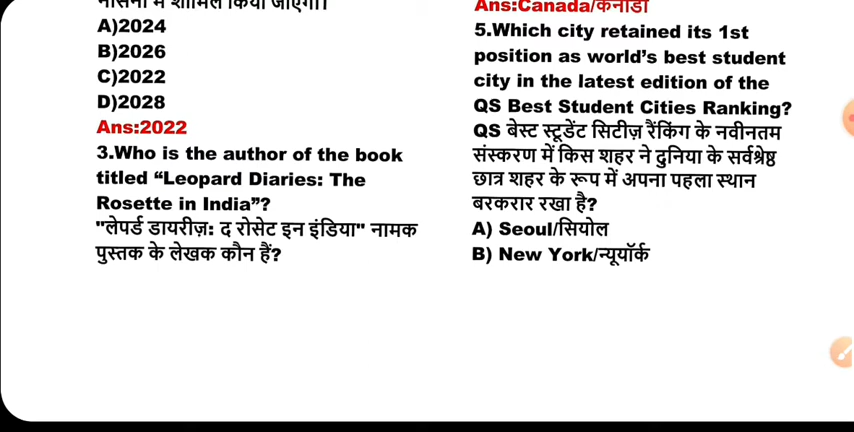 A)2024
B)2026
C)2022
D)2028
Ans:2022
3.Who is the author of the book
titled “Leopard Diaries: The
Rosette in India”?
"लेपर्ड डायरीज़: द रोसेट इन इंडिया" नामक
पुस्तक के लेखक कौन हैं?
Ans:Canada/कनाडा
5.Which city retained its 1st
position as world’s best student
city in the latest edition of the
QS Best Student Cities Ranking?
QS बेस्ट स्टूडेंट सिटीज़ रैंकिंग के नवीनतम
संस्करण में किस शहर ने दुनिया के सर्वश्रेष्ठ
छात्र शहर के रूप में अपना पहला स्थान
बरकरार रखा है?
A) Seoul/सियोल
B) New York/न्यूयॉर्क